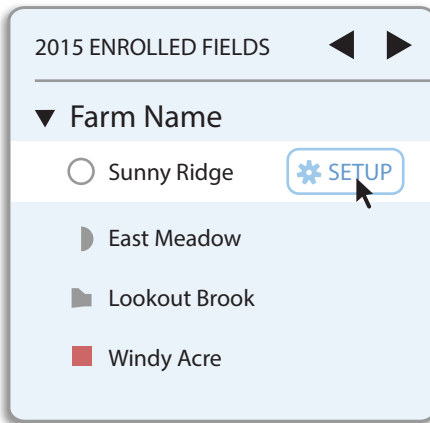 2015 ENROLLED FIELDS
Farm Name
Sunny Ridge
SETUP
East Meadow
Lookout Brook
Windy Acre